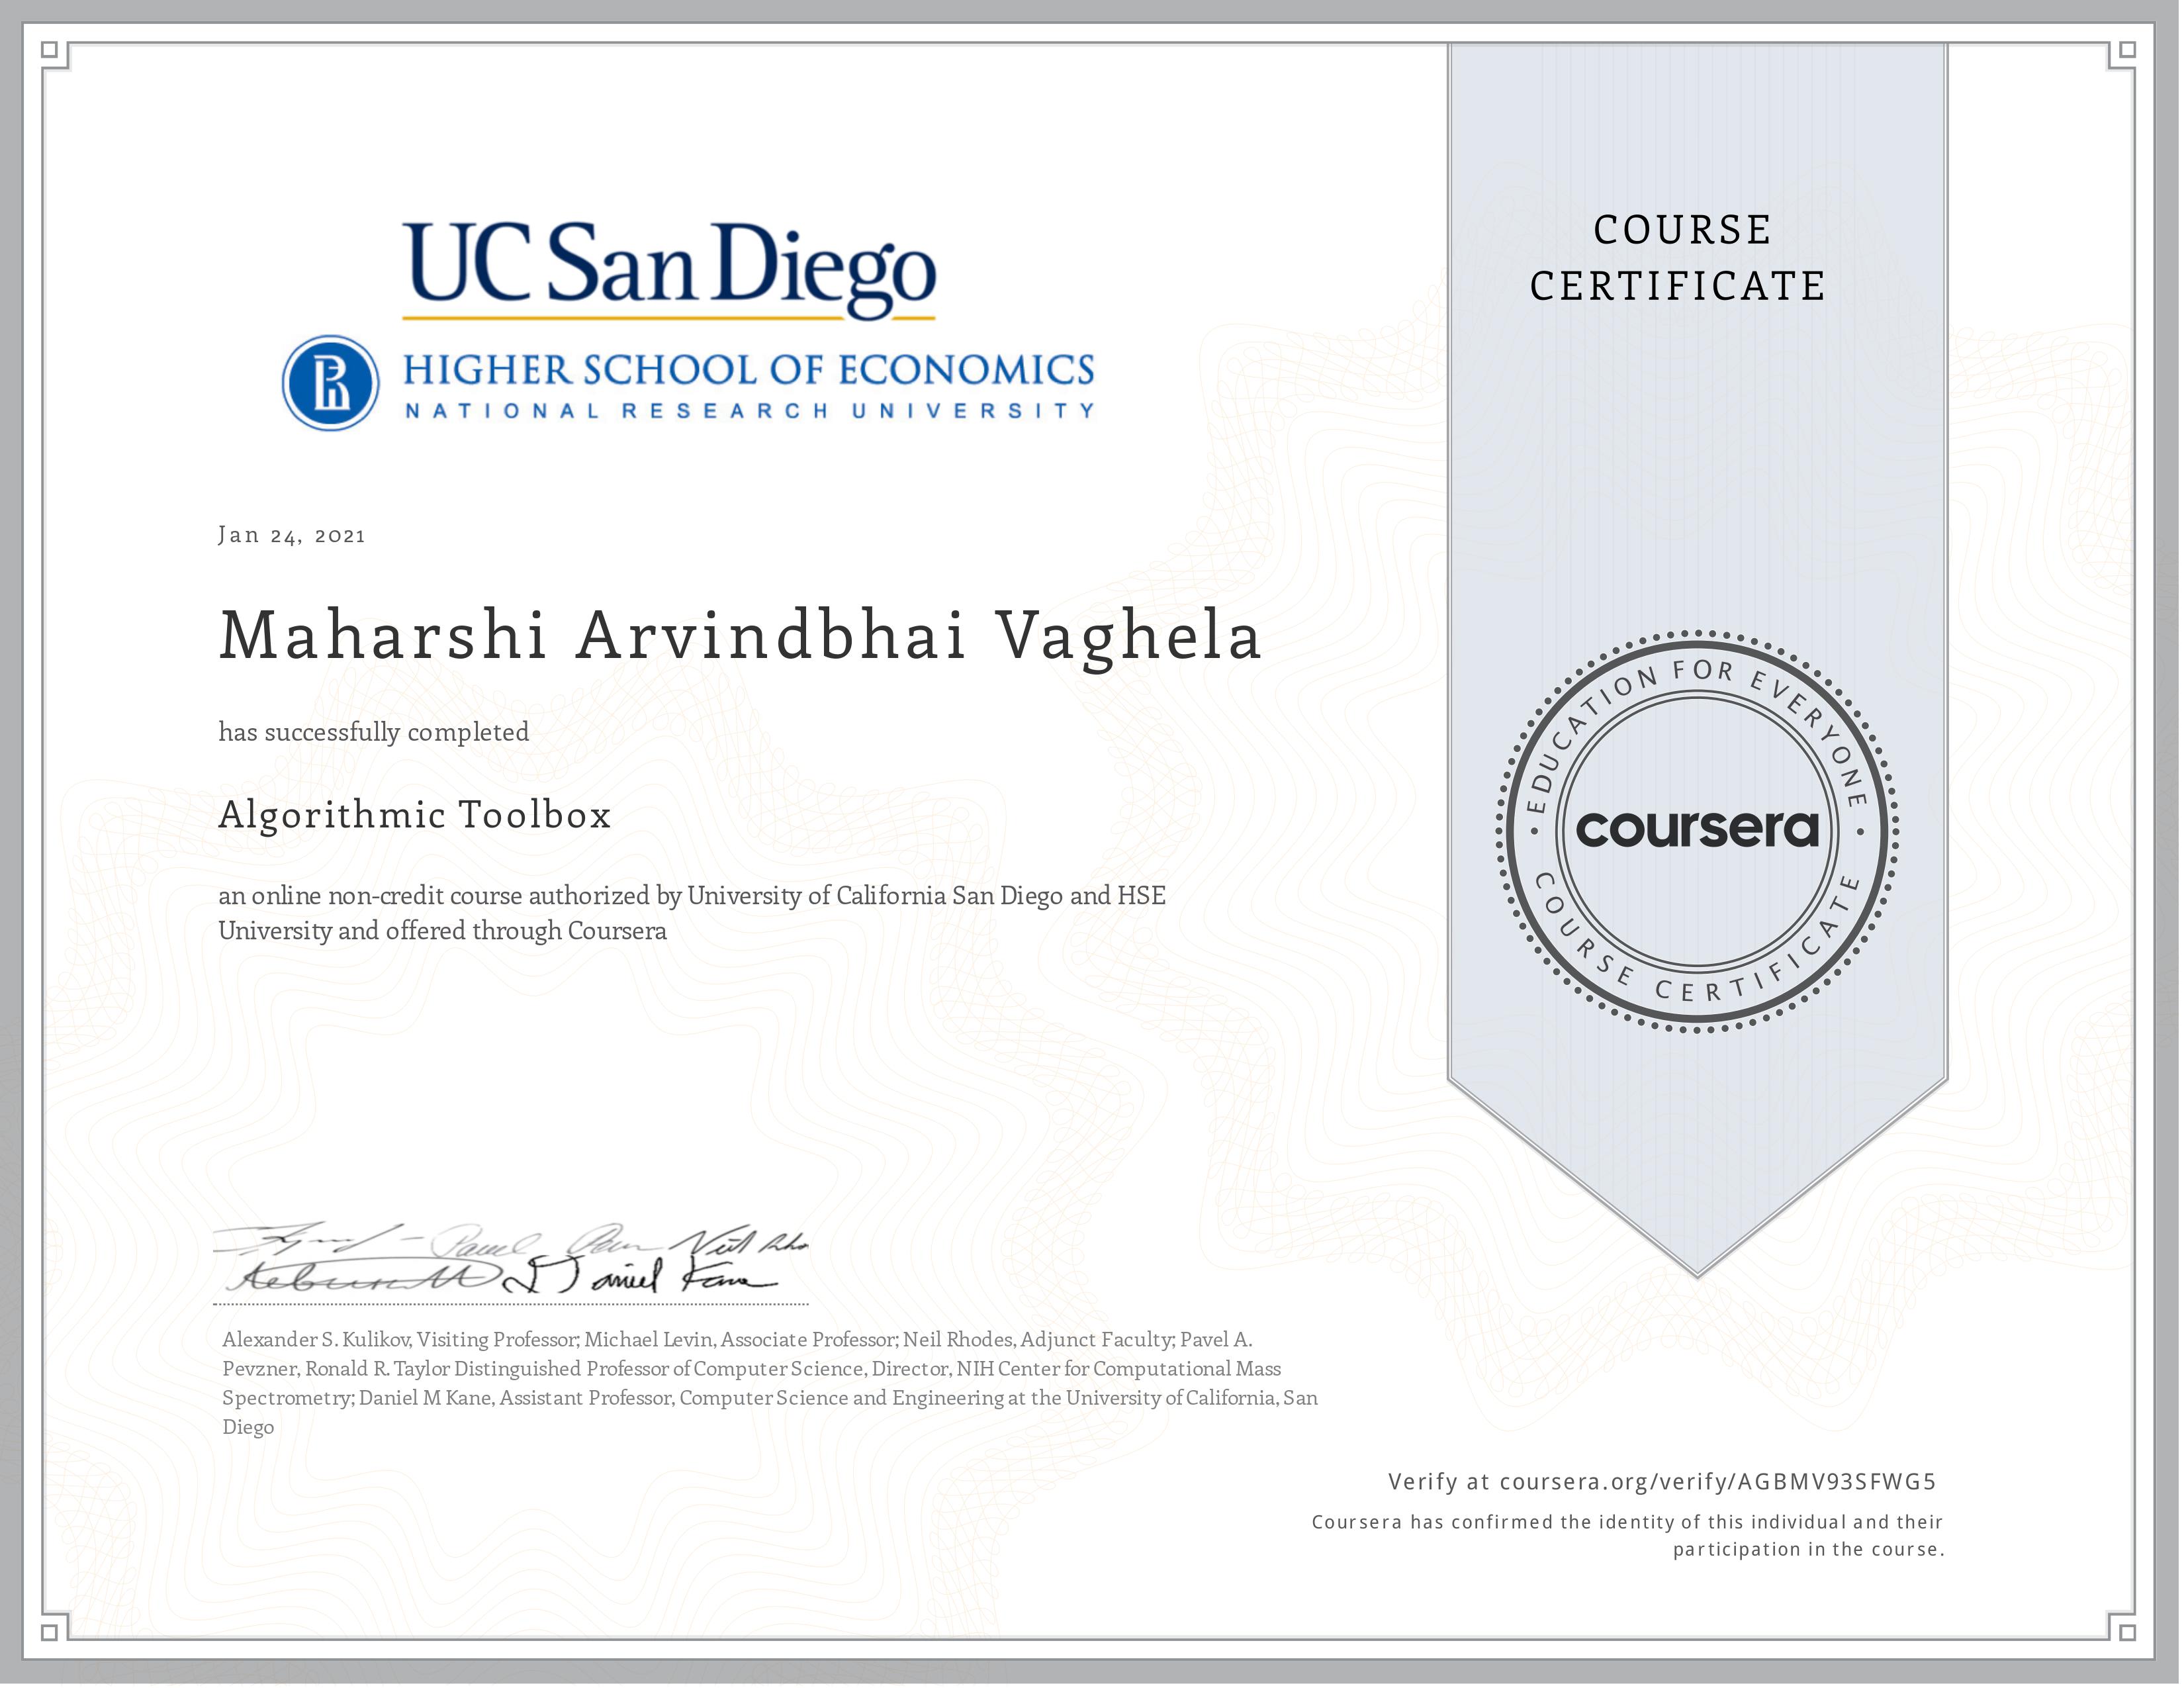 UC San Diego
HIGHER SCHOOL OF ECONOMICS
NATIONAL RESEARCH UNIVERSITY
COURSE
CERTIFICATE
Jan 24, 2021
Maharshi Arvindbhai Vaghela
has successfully completed
Algorithmic Toolbox
an online non-credit course authorized by University of California San Diego and HSE
University and offered through Coursera
EDUCATION FOR EVERYONE
coursera
COURSE CERTIFICATE
Daniel Kane
Alexander S. Kulikov, Visiting Professor; Michael Levin, Associate Professor; Neil Rhodes, Adjunct Faculty; Pavel A.
Pevzner, Ronald R. Taylor Distinguished Professor of Computer Science, Director, NIH Center for Computational Mass
Spectrometry; Daniel M Kane, Assistant Professor, Computer Science and Engineering at the University of California, San
Diego
Verify at coursera.org/verify/AGBMV93SFWG5
Coursera has confirmed the identity of this individual and their
participation in the course.